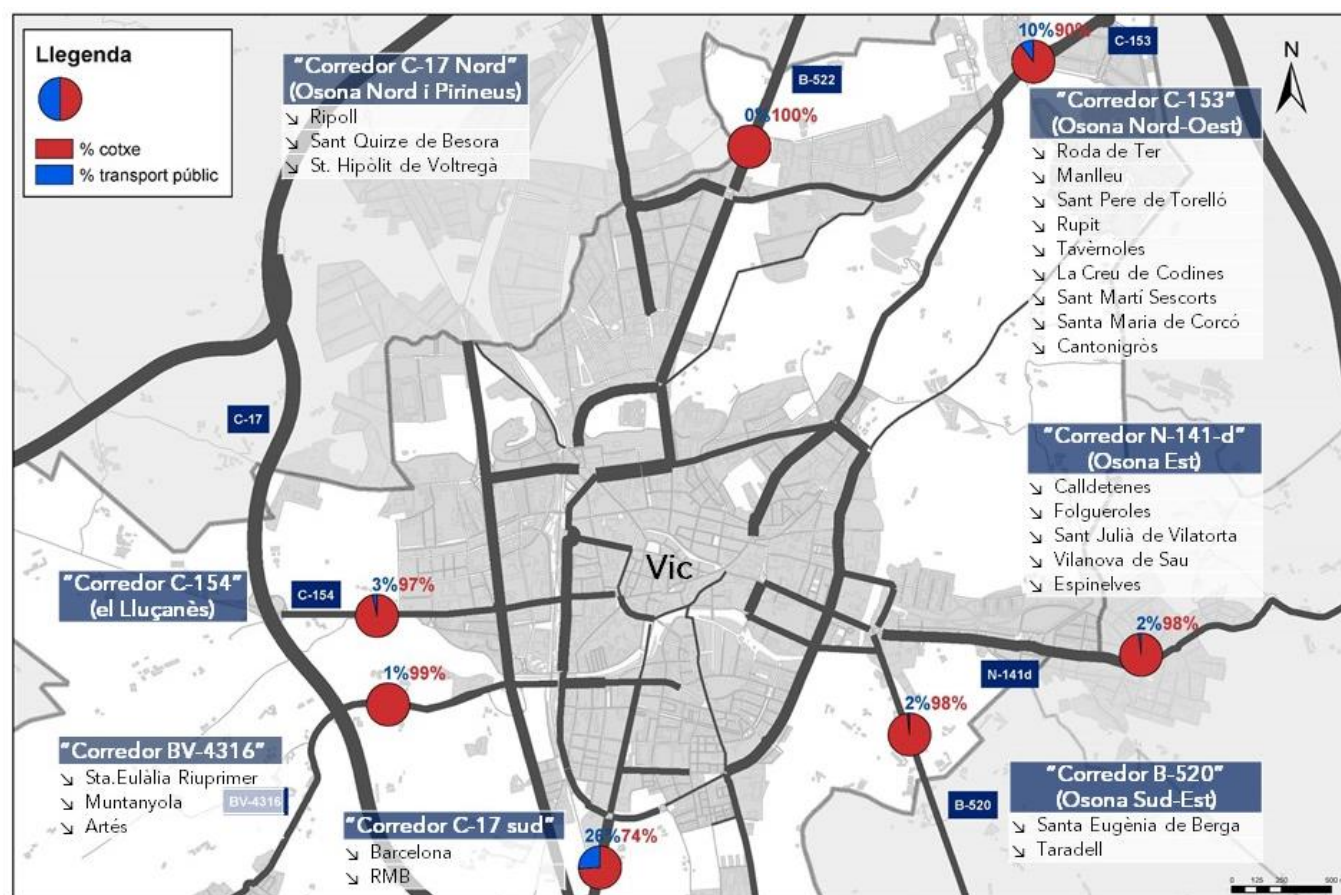 Llegenda
% cotxe
% transport públic
"Corredor C-17 Nord"
(Osona Nord i Pirineus)
↘ Ripoll
↘ Sant Quirze de Besora
↘ St. Hipòlit de Voltregà
B-522
0% 100%
10% 90%
C-153
N
"Corredor C-153"
(Osona Nord-Oest)
↘ Roda de Ter
↘ Manlleu
↘ Sant Pere de Torelló
↘ Rupit
↘ Tavèrnoles
↘ La Creu de Codines
↘ Sant Martí Sescorts
↘ Santa Maria de Corcó
↘ Cantonigròs
C-17
"Corredor N-141-d"
(Osona Est)
↘ Calldetenes
↘ Folgueroles
↘ Sant Julià de Vilatorta
↘ Vilanova de Sau
↘ Espinelves
Vic
"Corredor C-154"
(el Lluçanès)
C-154
3% 97%
2% 98%
N-141d
1% 99%
2% 98%
"Corredor BV-4316"
↘ Sta.Eulàlia Riuprimer
↘ Muntanyola
↘ Artés
BV-4316
"Corredor C-17 sud"
↘ Barcelona
↘ RMB
26% 74%
B-520
"Corredor B-520"
(Osona Sud-Est)
↘ Santa Eugènia de Berga
↘ Taradell
0 125 250 500